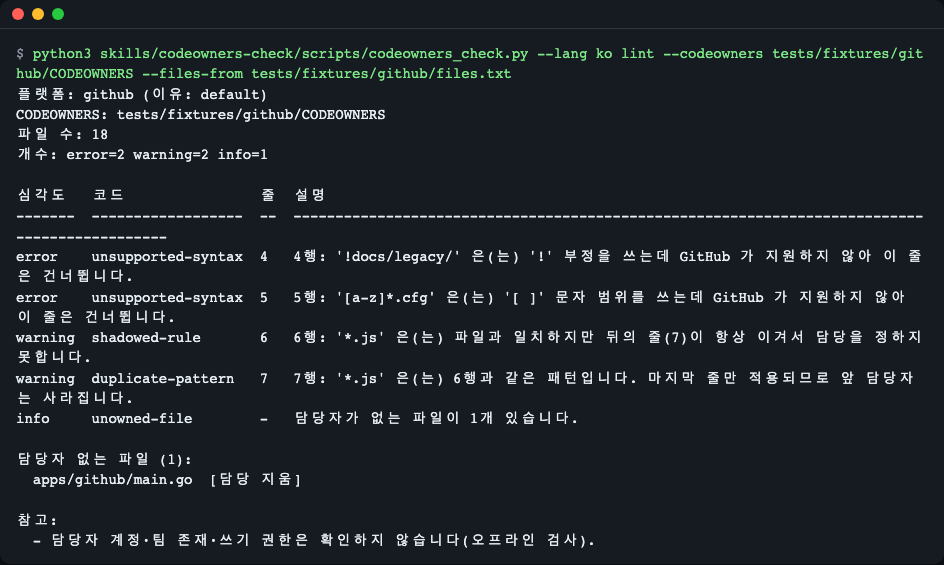 $ python3 skills/codeowners-check/scripts/codeowners_check.py --lang ko lint --codeowners tests/fixtures/git
hub/CODEOWNERS --files-from tests/fixtures/github/files.txt
플랫폼: github (이유: default)
CODEOWNERS: tests/fixtures/github/CODEOWNERS
파일 수: 18
개수: error=2 warning=2 info=1
심각도  코드                줄  설명
-------  ------------------  --  ---------------------------------------------------------------------------
------------------
error    unsupported-syntax  4   4행: '!docs/legacy/' 은(는) '!' 부정을 쓰는데 GitHub 가 지원하지 않아 이 줄
은 건너뜁니다.
error    unsupported-syntax  5   5행: '[a-z]*.cfg' 은(는) '[ ]' 문자 범위를 쓰는데 GitHub 가 지원하지 않아
이 줄은 건너뜁니다.
warning  shadowed-rule       6   6행: '*.js' 은(는) 파일과 일치하지만 뒤의 줄(7)이 항상 이겨서 담당을 정하지
못합니다.
warning  duplicate-pattern   7   7행: '*.js' 은(는) 6행과 같은 패턴입니다. 마지막 줄만 적용되므로 앞 담당자
는 사라집니다.
info     unowned-file        -   담당자가 없는 파일이 1개 있습니다.
담당자 없는 파일 (1):
  apps/github/main.go  [담당 지움]
참고:
  - 담당자 계정·팀 존재·쓰기 권한은 확인하지 않습니다(오프라인 검사).